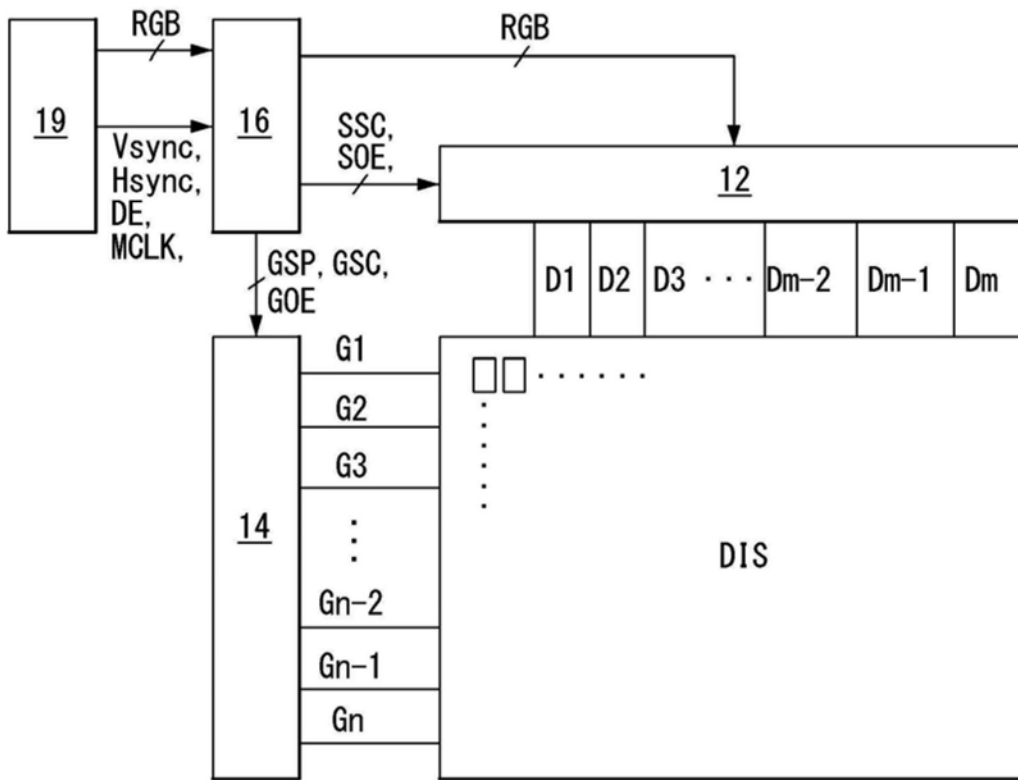 RGB
RGB
19
16
Vsync,
Hsync,
DE,
MCLK,
SSC,
SOE,
12
GSP, GSC,
GOE
D1 D2 D3 ··· Dm-2 Dm-1 Dm
G1
G2
G3
14
DIS
Gn-2
Gn-1
Gn